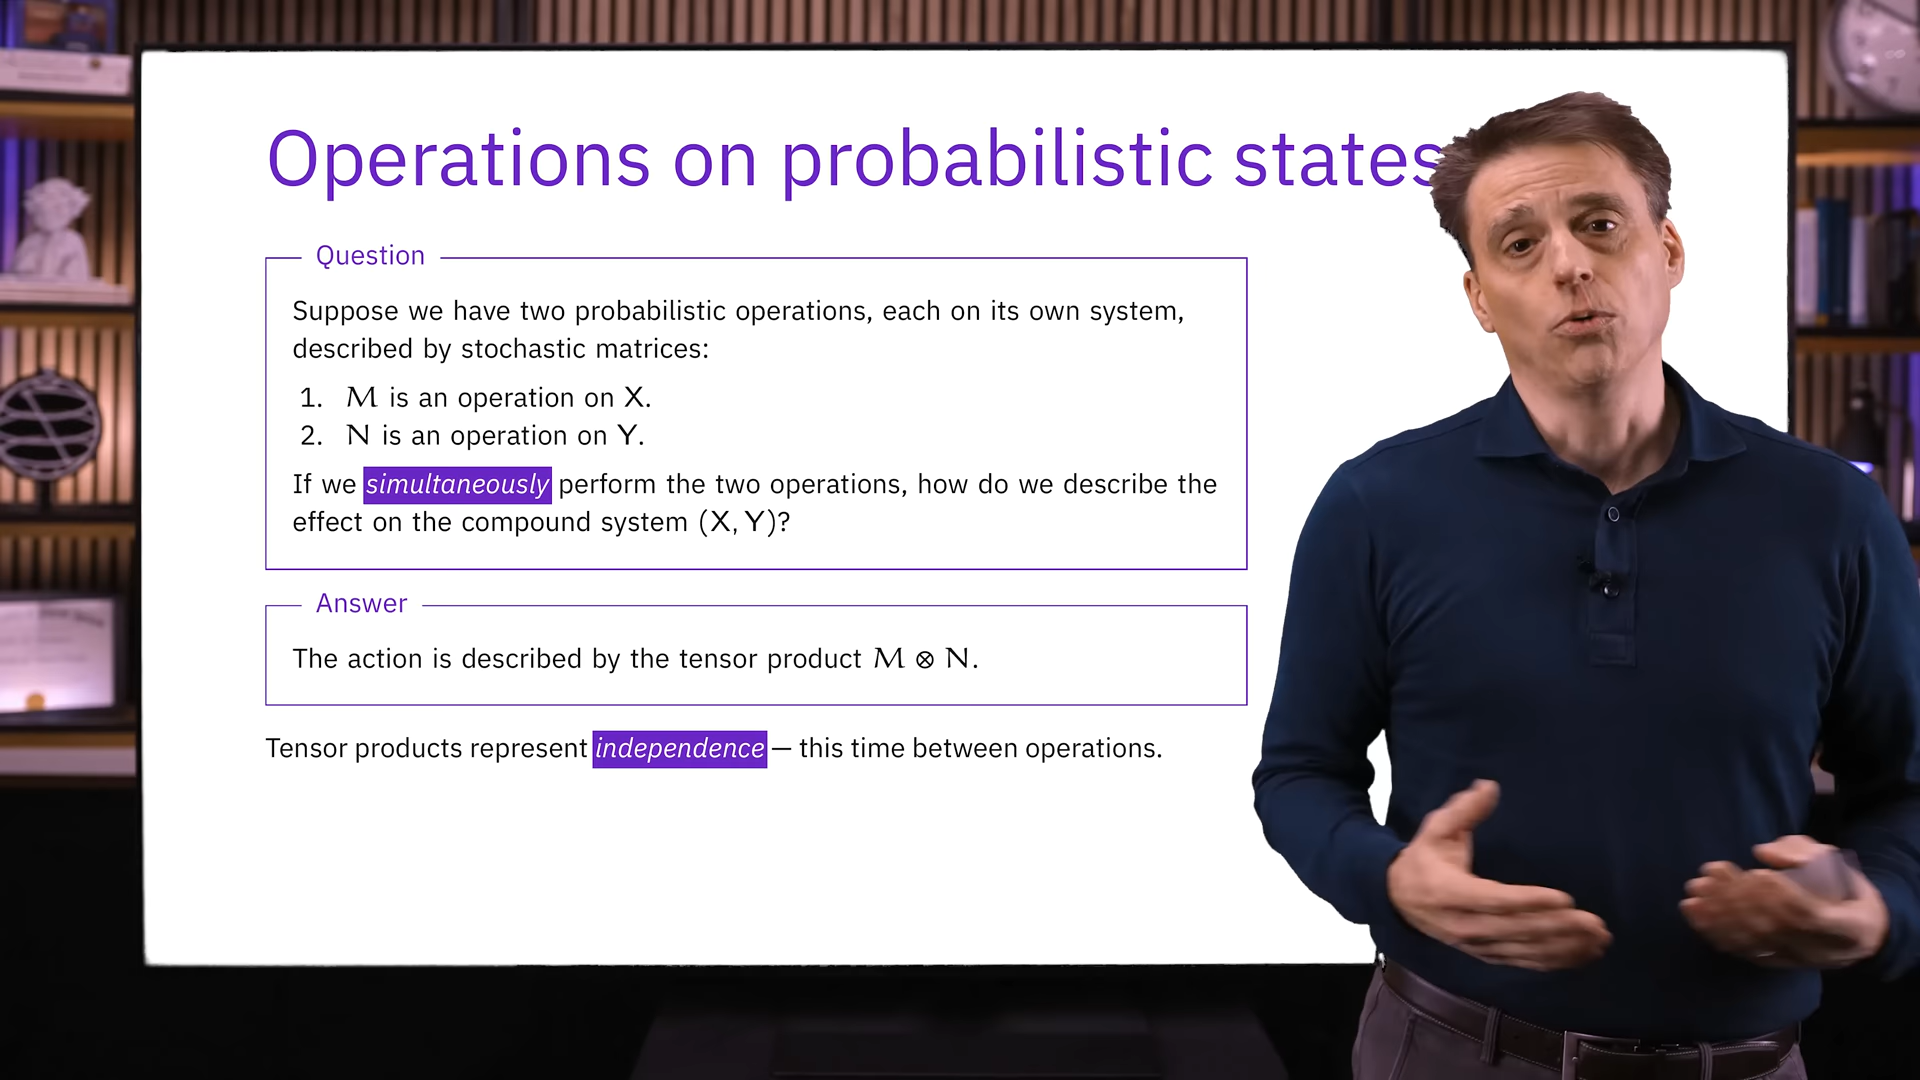 Operations on probabilistic states
Question
Suppose we have two probabilistic operations, each on its own system,
described by stochastic matrices:
1. M is an operation on X.
2. N is an operation on Y.
If we simultaneously perform the two operations, how do we describe the
effect on the compound system (X, Y)?
Answer
The action is described by the tensor product M ⊗ N.
Tensor products represent independence — this time between operations.